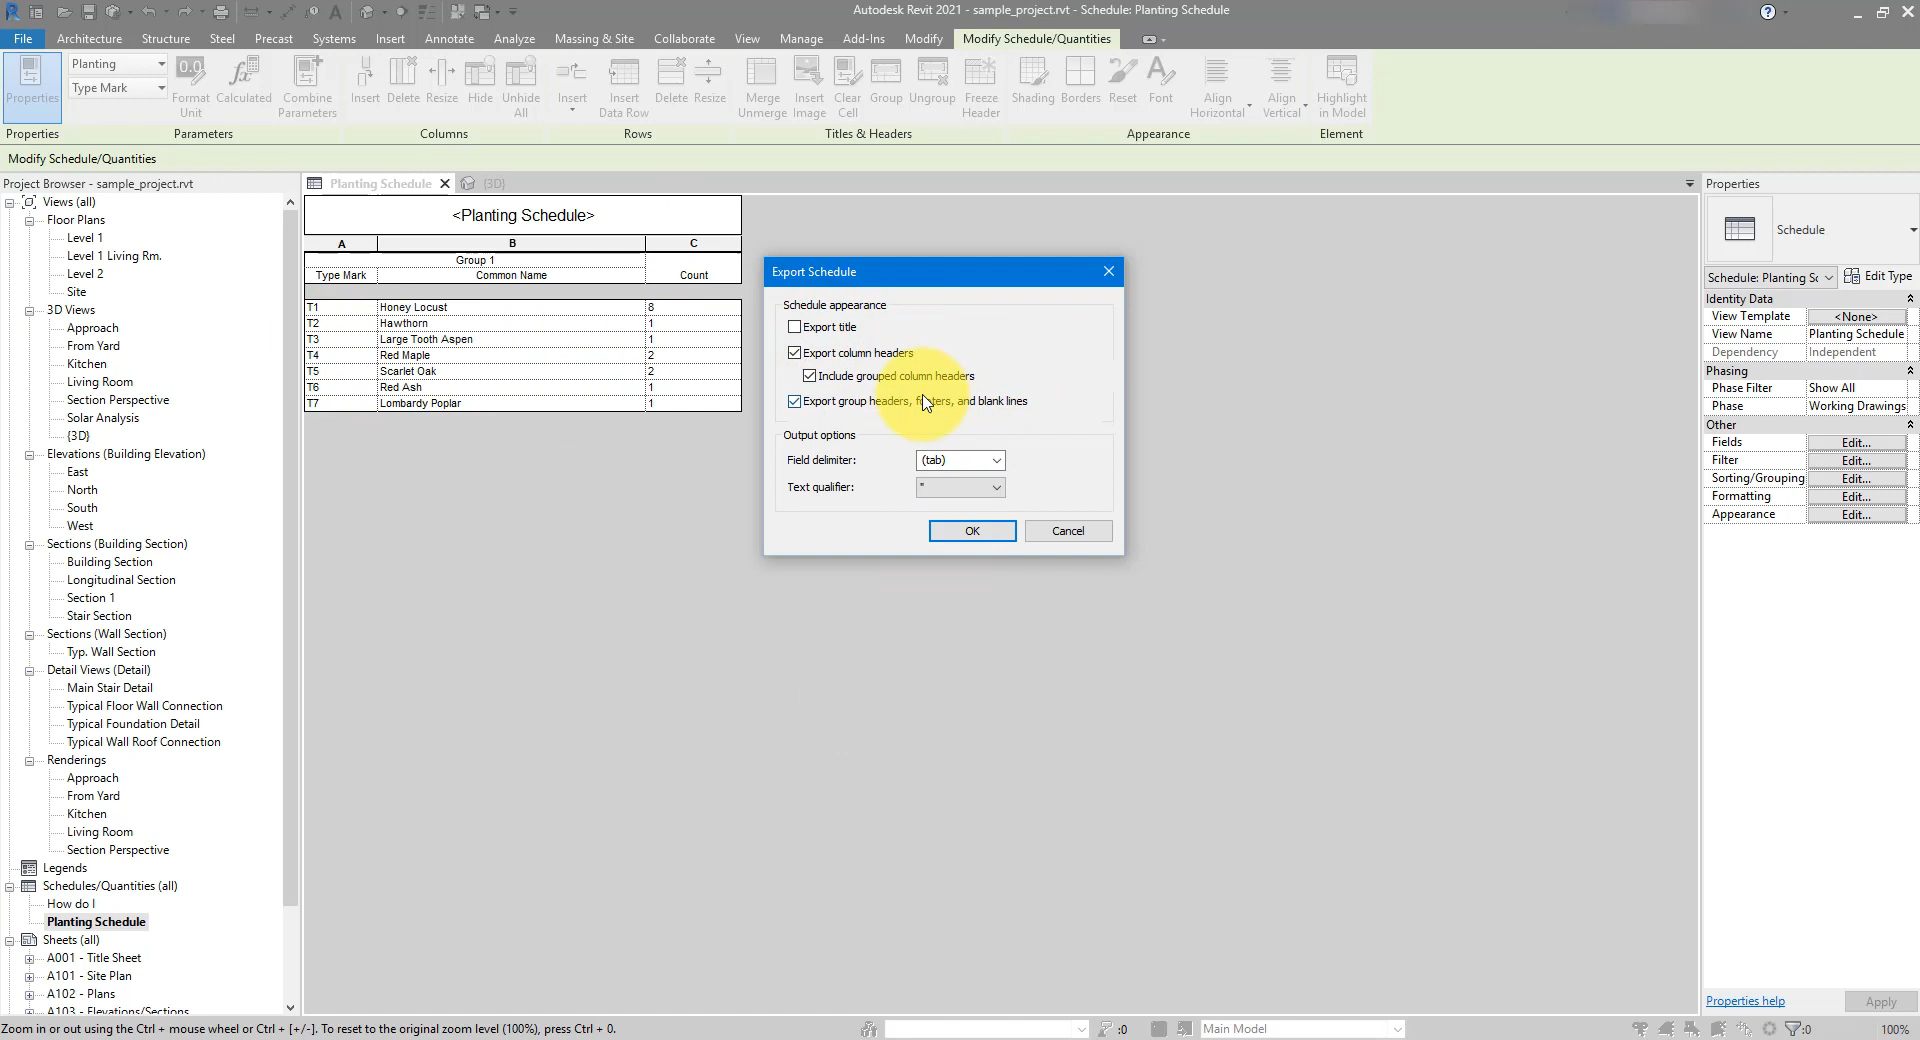 Autodesk Revit 2021 - sample_project.rvt - Schedule: Planting Schedule
File Architecture Structure Steel Precast Systems Insert Annotate Analyze Massing & Site Collaborate View Manage Add-Ins Modify Modify Schedule/Quantities
Properties
Planting
Type Mark
Format Unit
Calculated
Combine Parameters
Insert
Delete
Resize
Hide
Unhide All
Insert
Insert Data Row
Delete
Resize
Merge Unmerge
Insert Image
Clear Cell
Group
Ungroup
Freeze Header
Shading
Borders
Reset
Font
Align Horizontal
Align Vertical
Highlight in Model
Properties Parameters Columns Rows Titles & Headers Appearance Element
Modify Schedule/Quantities
Project Browser - sample_project.rvt
Views (all)
Floor Plans
Level 1
Level 1 Living Rm.
Level 2
Site
3D Views
Approach
From Yard
Kitchen
Living Room
Section Perspective
Solar Analysis
{3D}
Elevations (Building Elevation)
East
North
South
West
Sections (Building Section)
Building Section
Longitudinal Section
Section 1
Stair Section
Sections (Wall Section)
Typ. Wall Section
Detail Views (Detail)
Main Stair Detail
Typical Floor Wall Connection
Typical Foundation Detail
Typical Wall Roof Connection
Renderings
Approach
From Yard
Kitchen
Living Room
Section Perspective
Legends
Schedules/Quantities (all)
How do I
Planting Schedule
Sheets (all)
A001 - Title Sheet
A101 - Site Plan
A102 - Plans
A103 - Elevations/Sections
Planting Schedule
{3D}
<Planting Schedule>
A B C
Group 1
Type Mark Common Name Count
T1 Honey Locust 8
T2 Hawthorn 1
T3 Large Tooth Aspen 1
T4 Red Maple 2
T5 Scarlet Oak 2
T6 Red Ash 1
T7 Lombardy Poplar 1
Export Schedule
Schedule appearance
Export title
Export column headers
Include grouped column headers
Export group headers, footers, and blank lines
Output options
Field delimiter: (tab)
Text qualifier: "
OK Cancel
Properties
Schedule
Schedule: Planting Sc Edit Type
Identity Data
View Template <None>
View Name Planting Schedule
Dependency Independent
Phasing
Phase Filter Show All
Phase Working Drawings
Other
Fields Edit...
Filter Edit...
Sorting/Grouping Edit...
Formatting Edit...
Appearance Edit...
Properties help Apply
Zoom in or out using the Ctrl + mouse wheel or Ctrl + [+/-]. To reset to the original zoom level (100%), press Ctrl + 0.
:0
Main Model
:0
100%